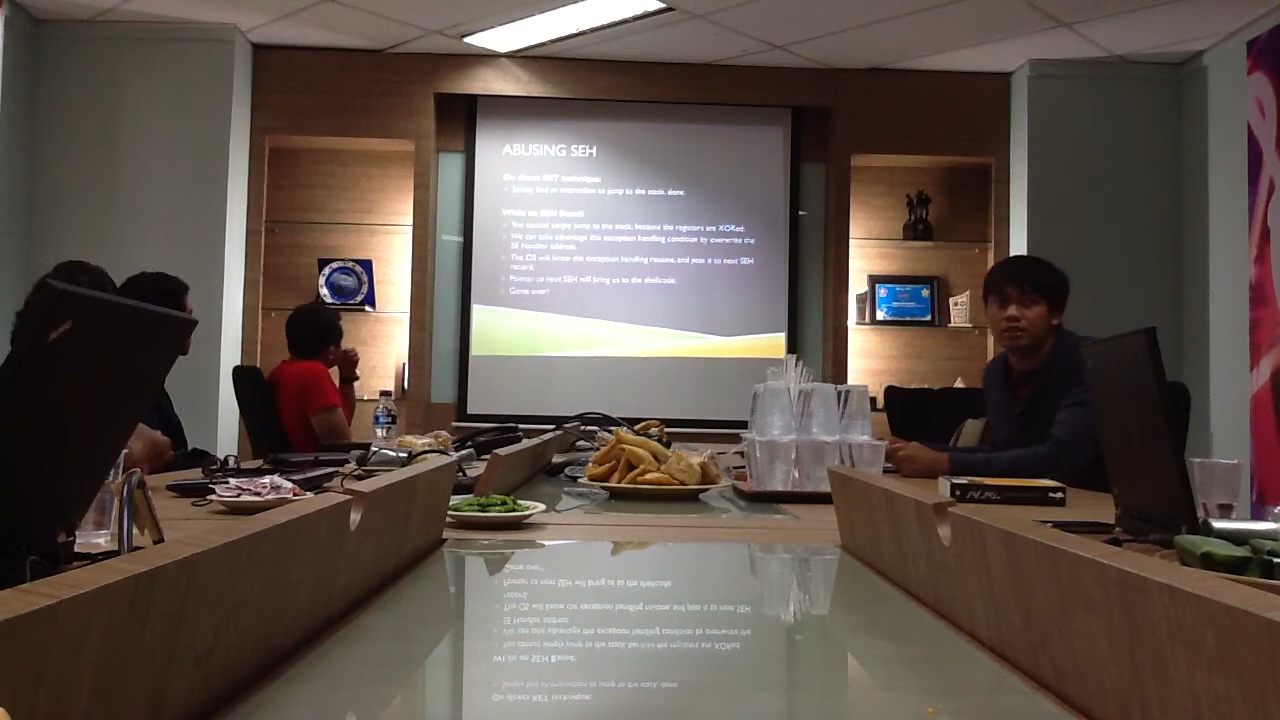 ABUSING SEH
On direct RET technique:
Simply find an instruction to jump to the stack, done.
While on SEH Based:
You cannot simply jump to the stack, because the registers are XORed.
We can take advantage this exception handling condition by overwrite the
SE Handler address.
The OS will know the exception handling routine, and pass it to next SEH
record.
Pointer to next SEH will bring us to the shellcode.
Game over!